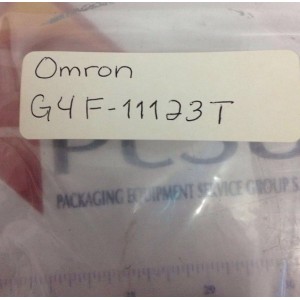 Omron
G4F-11123T
PACKAGING EQUIPMENT SERVICE GROUP